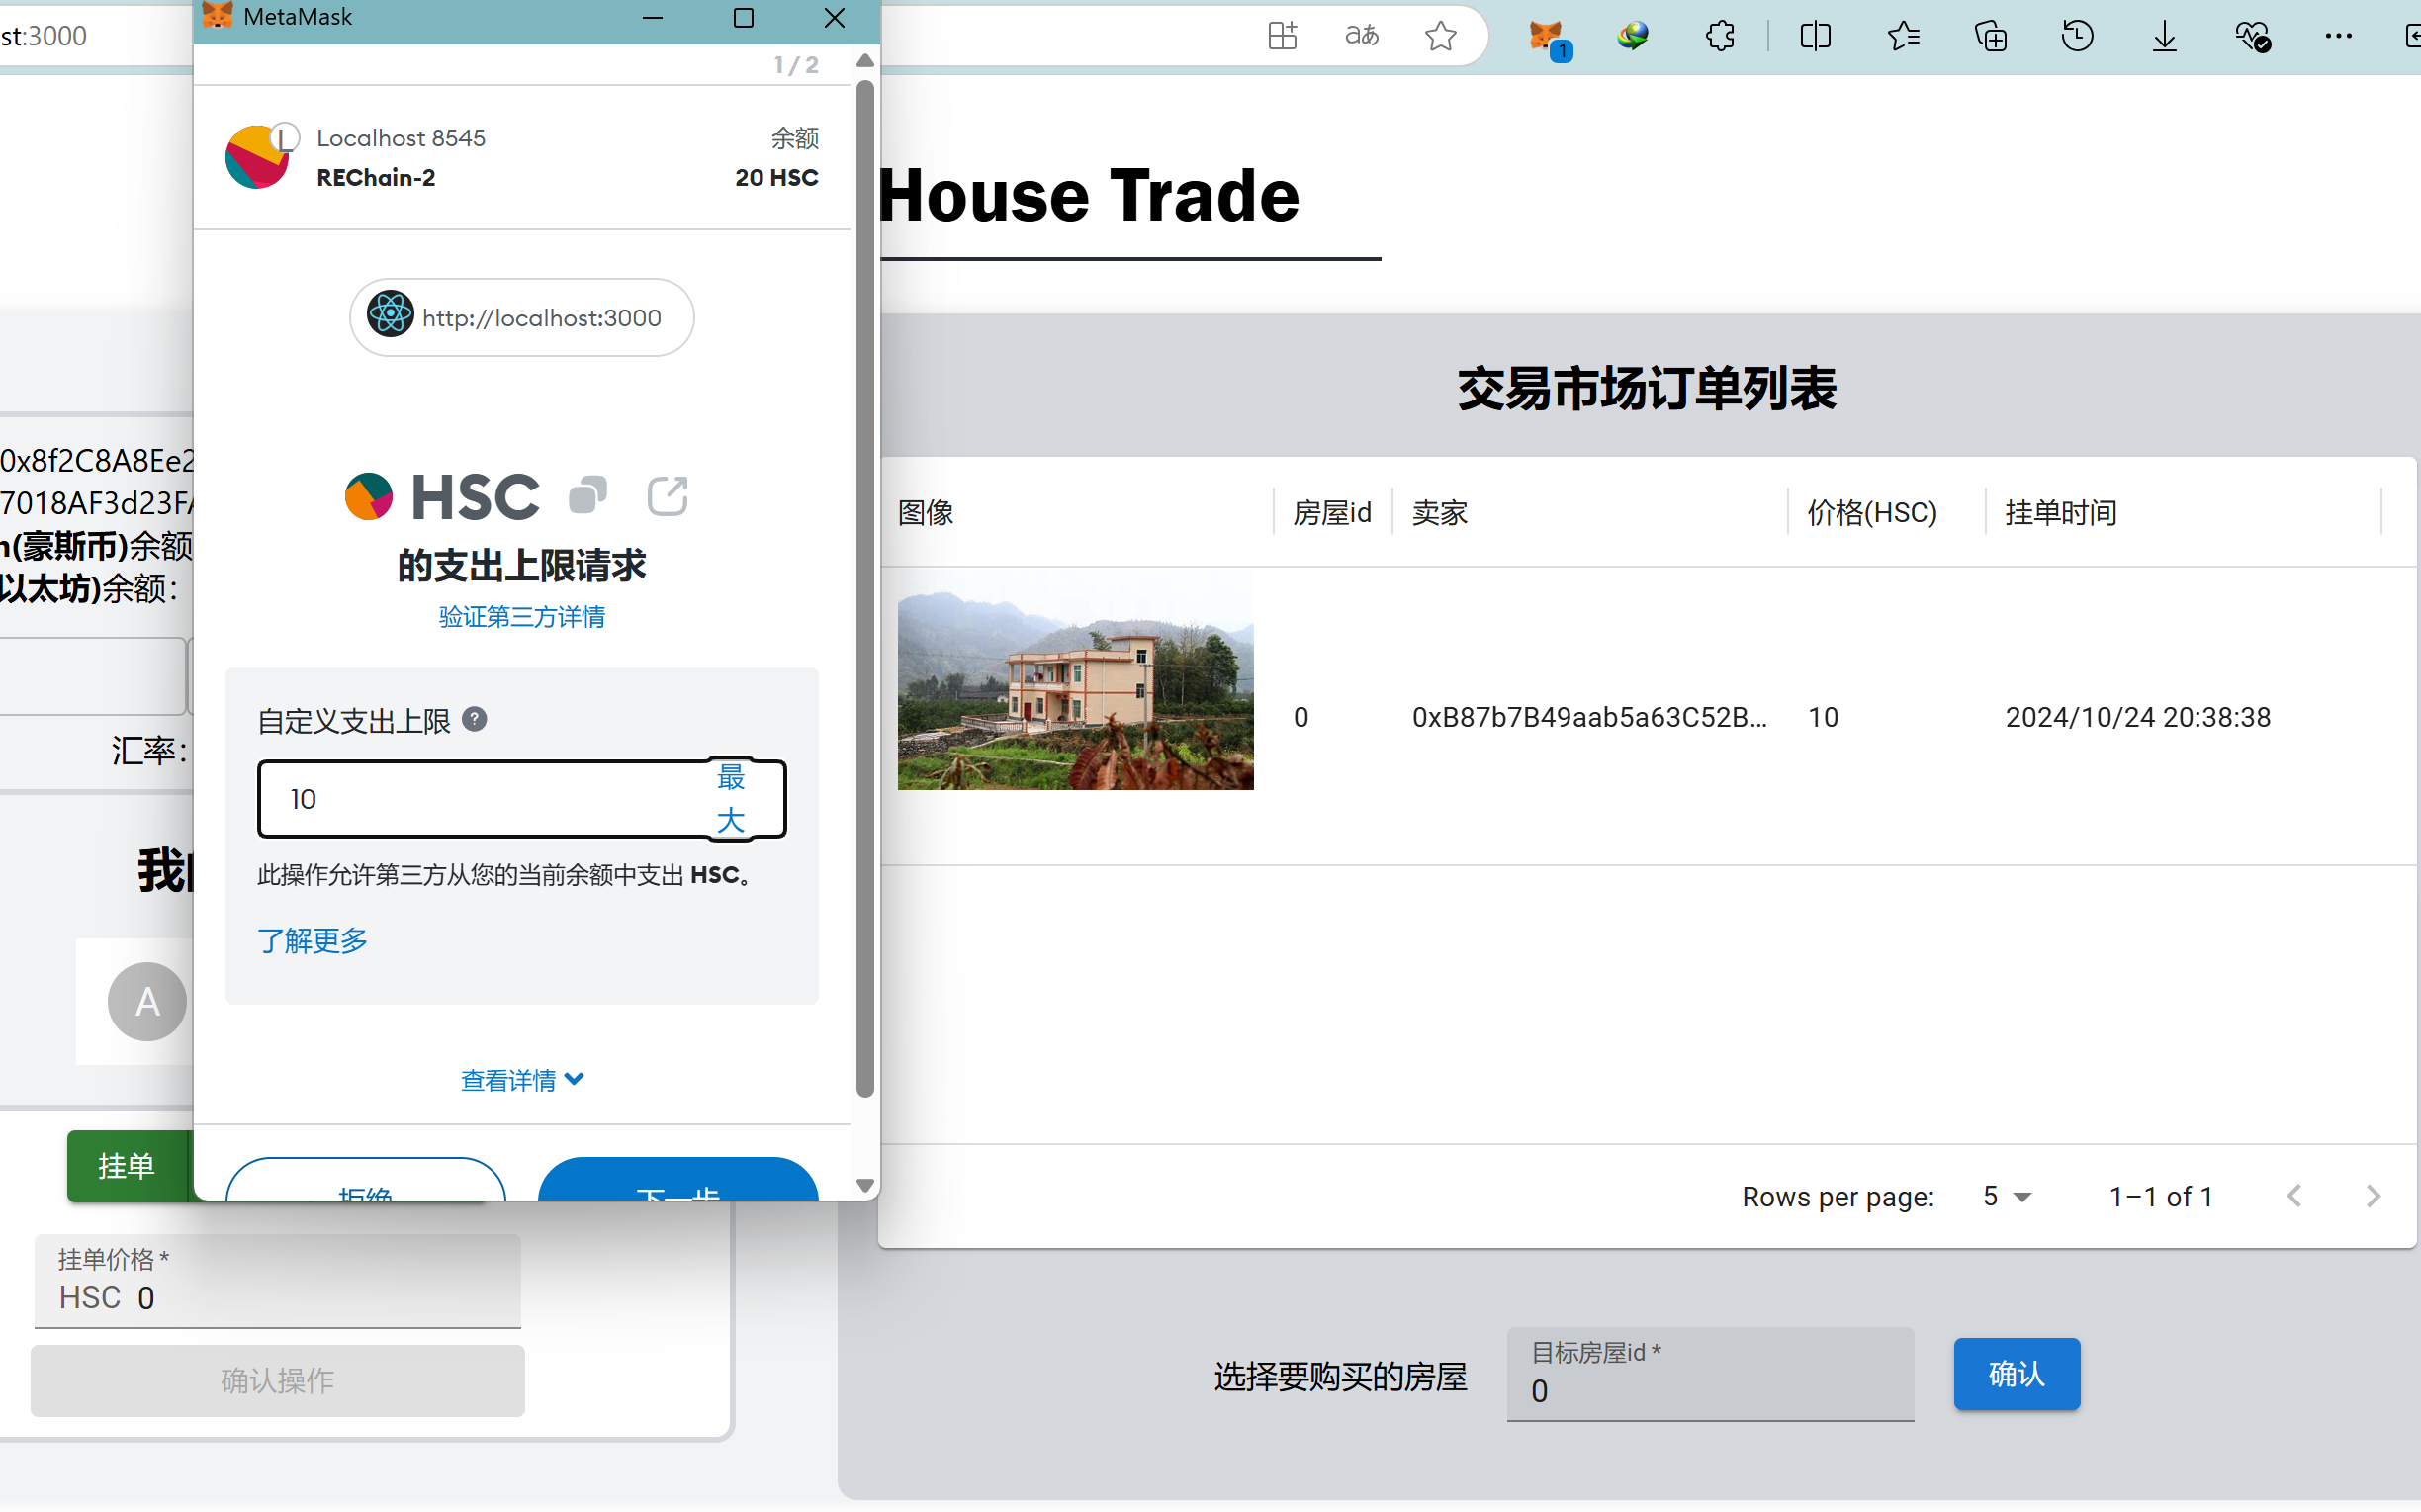 st:3000
MetaMask
aあ
1
1 / 2
L
Localhost 8545
余额
REChain-2
20 HSC
House Trade
http://localhost:3000
HSC
的支出上限请求
验证第三方详情
自定义支出上限 ?
10
最
大
此操作允许第三方从您的当前余额中支出 HSC。
了解更多
查看详情
拒绝
下一步
0x8f2C8A8Ee2
7018AF3d23FA
n(豪斯币)余额
以太坊)余额：
汇率：
我的
A
挂单
挂单价格 *
HSC 0
确认操作
交易市场订单列表
图像 房屋id 卖家 价格(HSC) 挂单时间
0 0xB87b7B49aab5a63C52B... 10 2024/10/24 20:38:38
Rows per page: 5 1–1 of 1
选择要购买的房屋
目标房屋id *
0
确认